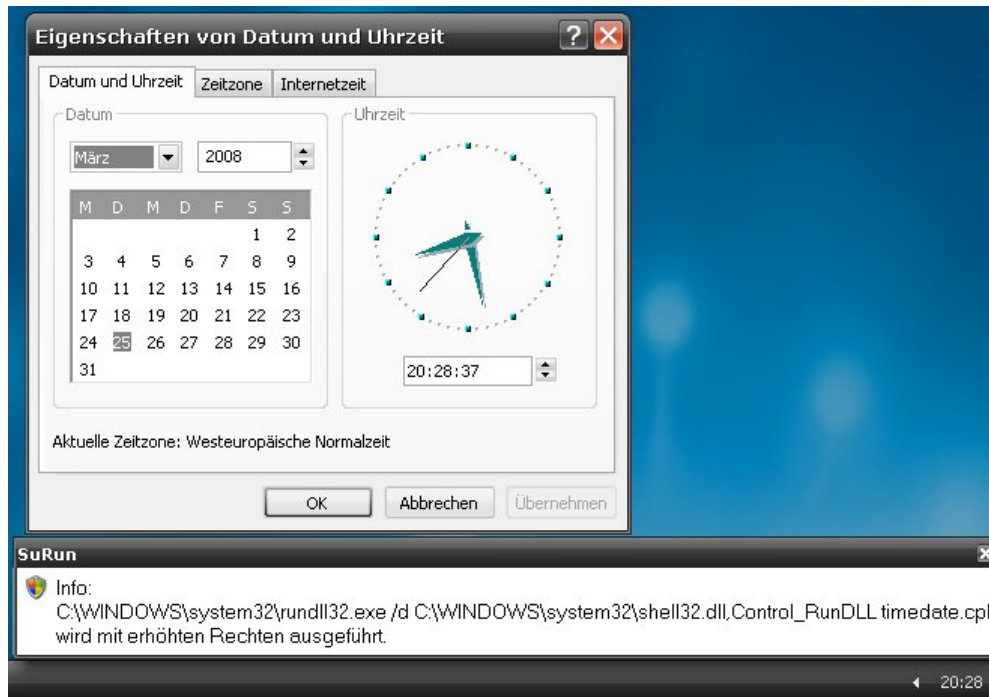 Eigenschaften von Datum und Uhrzeit
Datum und Uhrzeit Zeitzone Internetzeit
Datum
März 2008
M D M D F S S
1 2
3 4 5 6 7 8 9
10 11 12 13 14 15 16
17 18 19 20 21 22 23
24 25 26 27 28 29 30
31
Uhrzeit
20:28:37
Aktuelle Zeitzone: Westeuropäische Normalzeit
OK Abbrechen Übernehmen
SuRun
Info:
C:\WINDOWS\system32\rundll32.exe /d C:\WINDOWS\system32\shell32.dll,Control_RunDLL timedate.cpl
wird mit erhöhten Rechten ausgeführt.
20:28